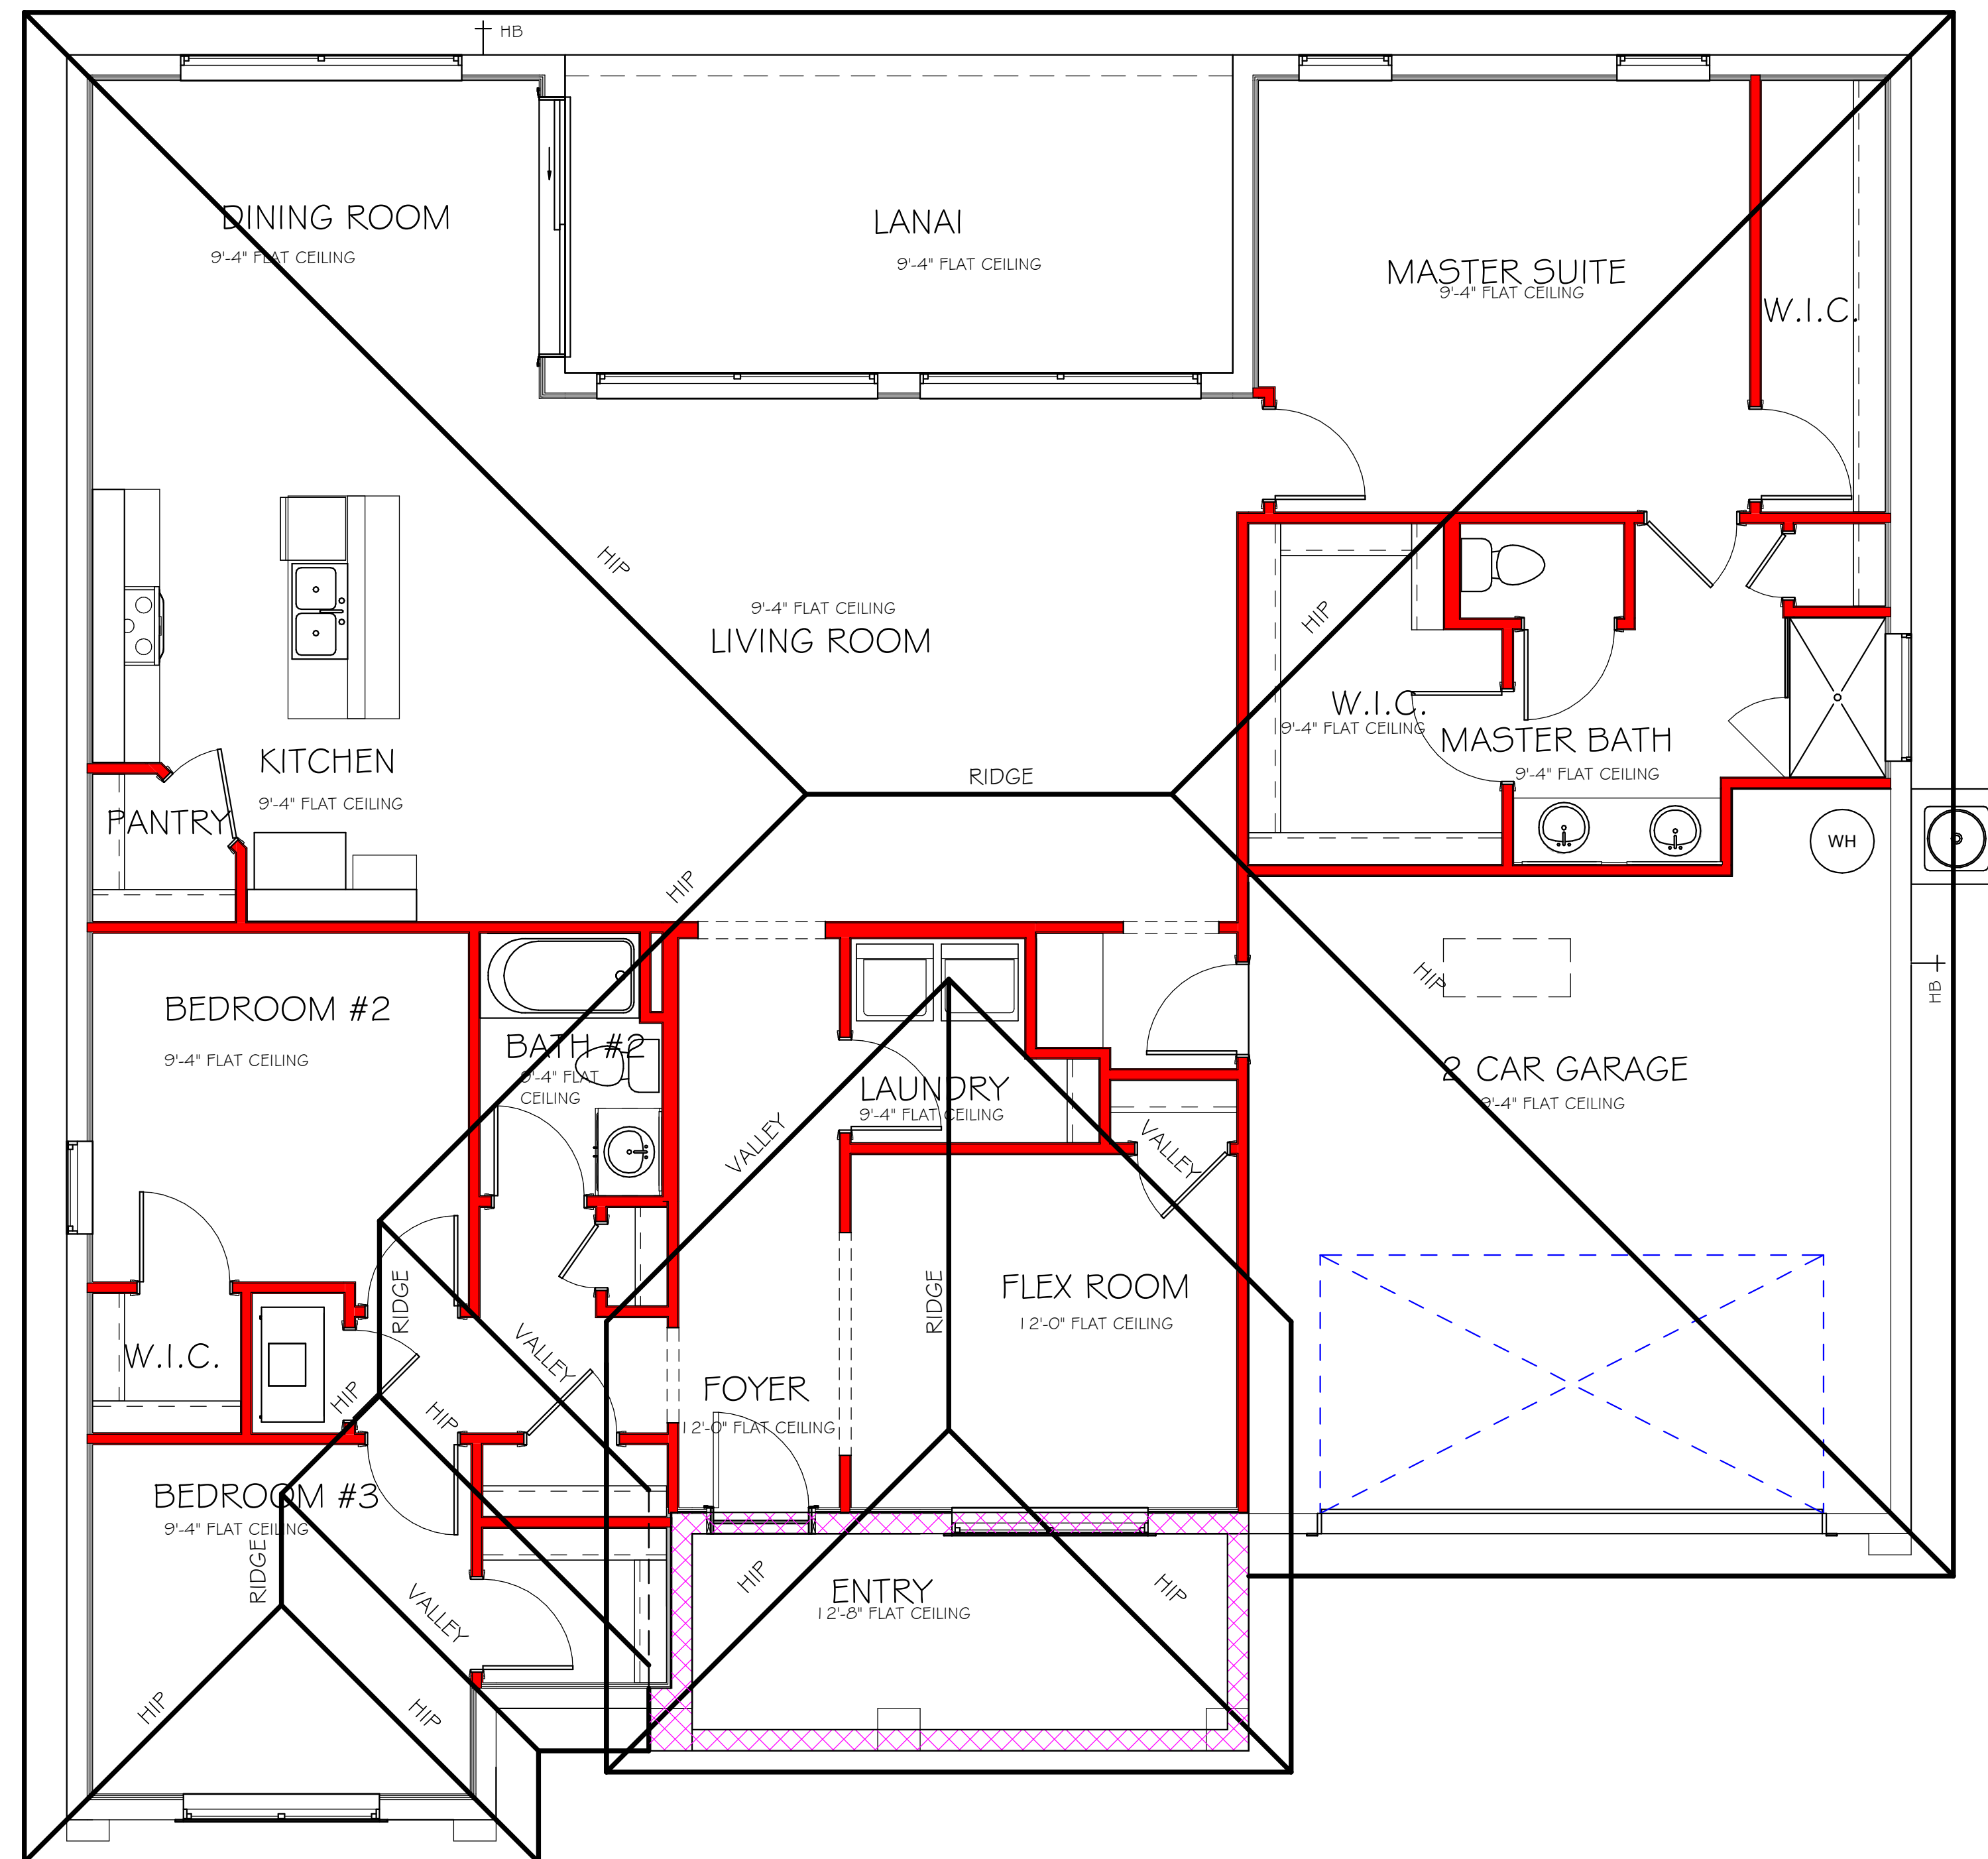 HB
DINING ROOM
9'-4" FLAT CEILING
LANAI
9'-4" FLAT CEILING
MASTER SUITE
9'-4" FLAT CEILING
W.I.C.
HIP
9'-4" FLAT CEILING
LIVING ROOM
HIP
W.I.C.
9'-4" FLAT CEILING
MASTER BATH
9'-4" FLAT CEILING
KITCHEN
9'-4" FLAT CEILING
PANTRY
RIDGE
WH
HIP
HIP
HB
BEDROOM #2
9'-4" FLAT CEILING
BATH #2
9'-4" FLAT
CEILING
LAUNDRY
9'-4" FLAT CEILING
2 CAR GARAGE
9'-4" FLAT CEILING
VALLEY
VALLEY
RIDGE
RIDGE
FLEX ROOM
12'-0" FLAT CEILING
W.I.C.
VALLEY
HIP
HIP
FOYER
12'-0" FLAT CEILING
BEDROOM #3
9'-4" FLAT CEILING
RIDGE
VALLEY
HIP
HIP
ENTRY
12'-8" FLAT CEILING
HIP
HIP